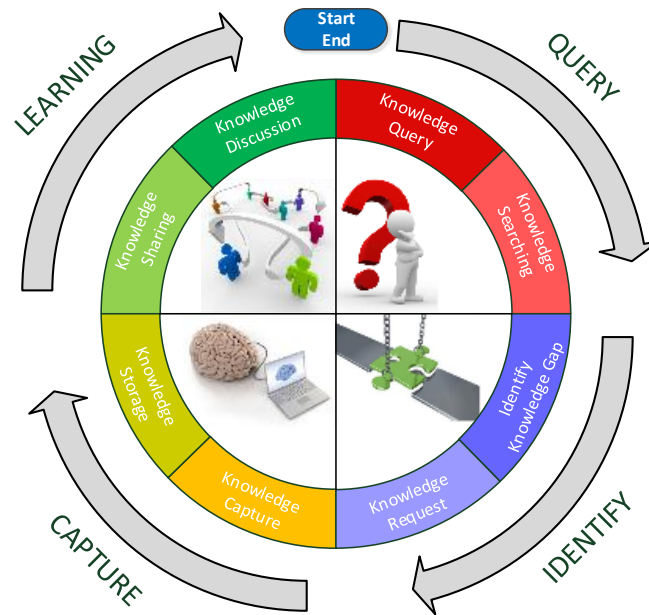 Start
End
QUERY
Knowledge
Query
Knowledge
Searching
Identify
Knowledge Gap
IDENTIFY
Knowledge
Request
Knowledge
Capture
CAPTURE
Knowledge
Storage
Knowledge
Sharing
LEARNING
Knowledge
Discussion